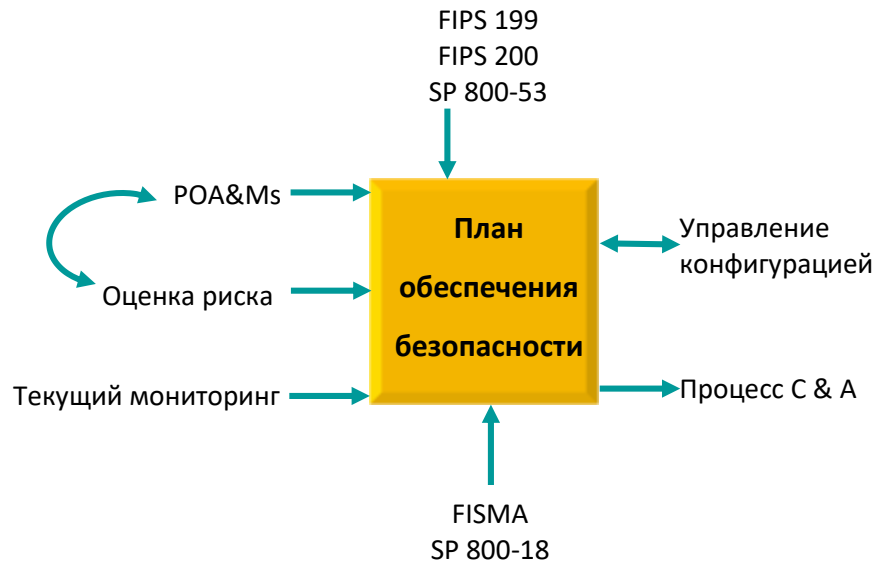 FIPS 199
FIPS 200
SP 800-53
POA&Ms
Оценка риска
Текущий мониторинг
План
обеспечения
безопасности
Управление
конфигурацией
Процесс C & A
FISMA
SP 800-18